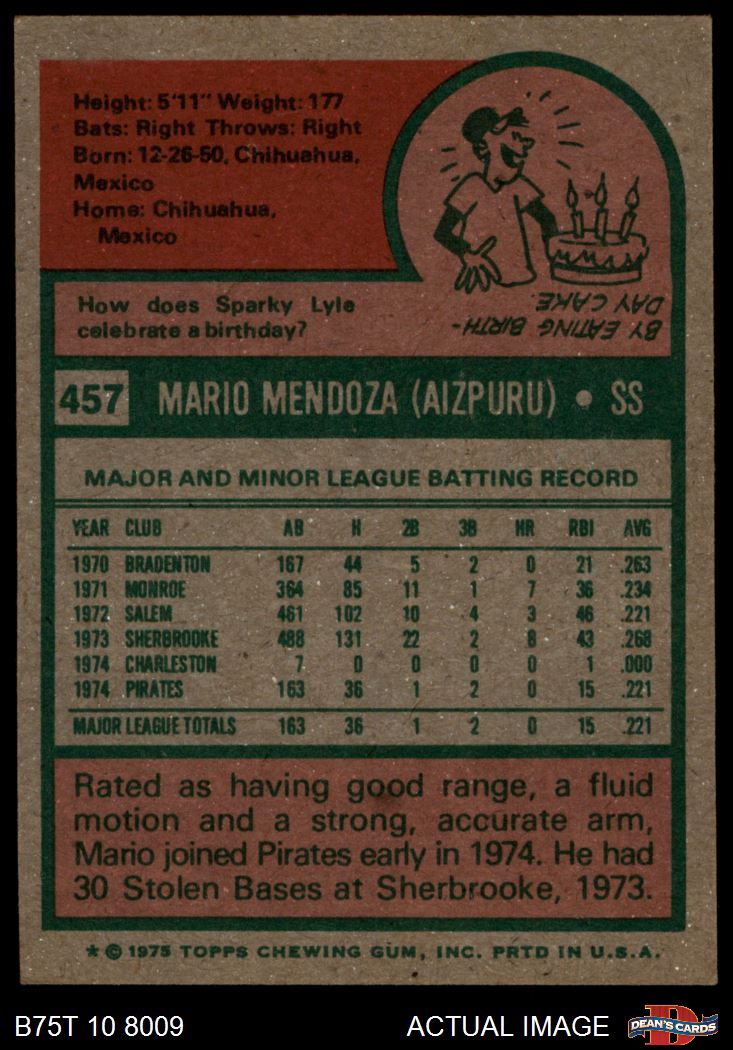 Height: 5'11" Weight: 177
Bats: Right Throws: Right
Born: 12-26-50, Chihuahua,
Mexico
Home: Chihuahua,
Mexico
How does Sparky Lyle
celebrate a birthday?
BY EATING BIRTH-
DAY CAKE.
457 MARIO MENDOZA (AIZPURU) • SS
MAJOR AND MINOR LEAGUE BATTING RECORD
YEAR CLUB AB H 2B 3B HR RBI AVG
1970 BRADENTON 167 44 5 2 0 21 .263
1971 MONROE 364 85 11 1 7 36 .234
1972 SALEM 461 102 10 4 3 46 .221
1973 SHERBROOKE 488 131 22 2 8 43 .268
1974 CHARLESTON 7 0 0 0 0 1 .000
1974 PIRATES 163 36 1 2 0 15 .221
MAJOR LEAGUE TOTALS 163 36 1 2 0 15 .221
Rated as having good range, a fluid
motion and a strong, accurate arm,
Mario joined Pirates early in 1974. He had
30 Stolen Bases at Sherbrooke, 1973.
* © 1975 TOPPS CHEWING GUM, INC. PRTD IN U.S.A.
B75T 10 8009 ACTUAL IMAGE DEAN'S CARDS